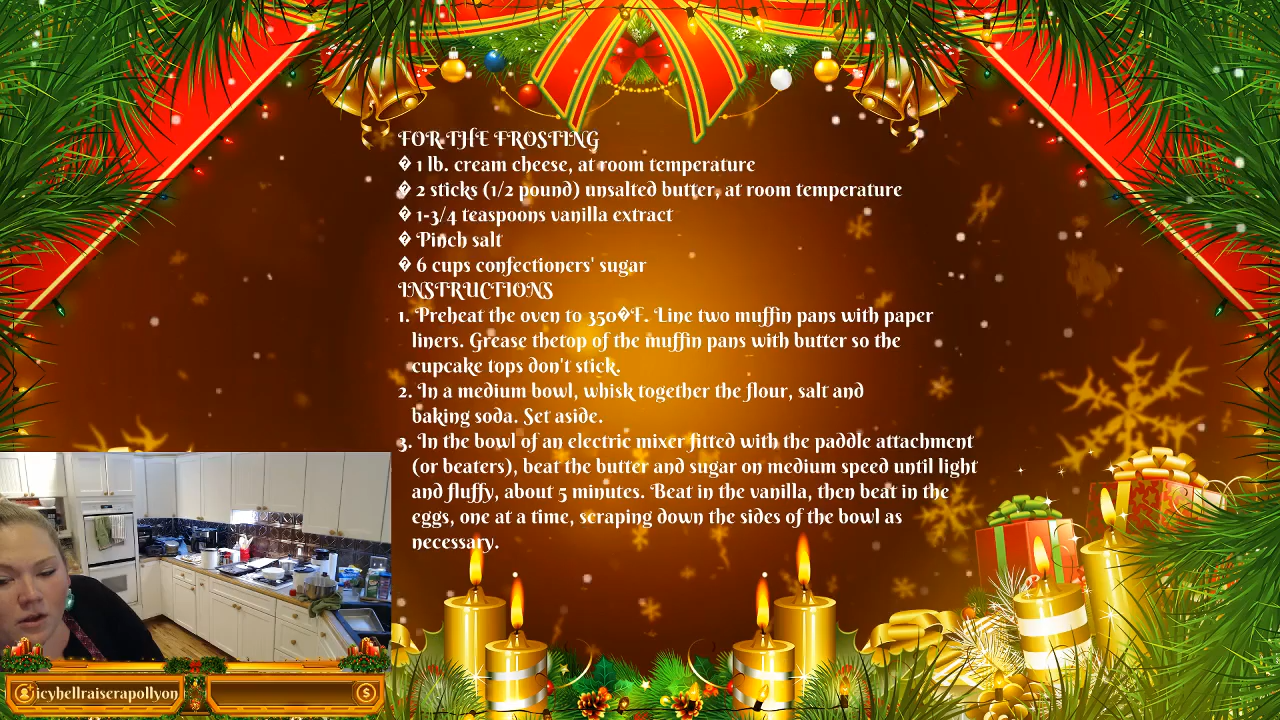 FOR THE FROSTING
� 1 lb. cream cheese, at room temperature
� 2 sticks (1/2 pound) unsalted butter, at room temperature
� 1-3/4 teaspoons vanilla extract
� Pinch salt
� 6 cups confectioners' sugar
INSTRUCTIONS
1. Preheat the oven to 350�F. Line two muffin pans with paper
liners. Grease thetop of the muffin pans with butter so the
cupcake tops don't stick.
2. In a medium bowl, whisk together the flour, salt and
baking soda. Set aside.
3. In the bowl of an electric mixer fitted with the paddle attachment
(or beaters), beat the butter and sugar on medium speed until light
and fluffy, about 5 minutes. Beat in the vanilla, then beat in the
eggs, one at a time, scraping down the sides of the bowl as
necessary.
icyhellraiserapollyon
$